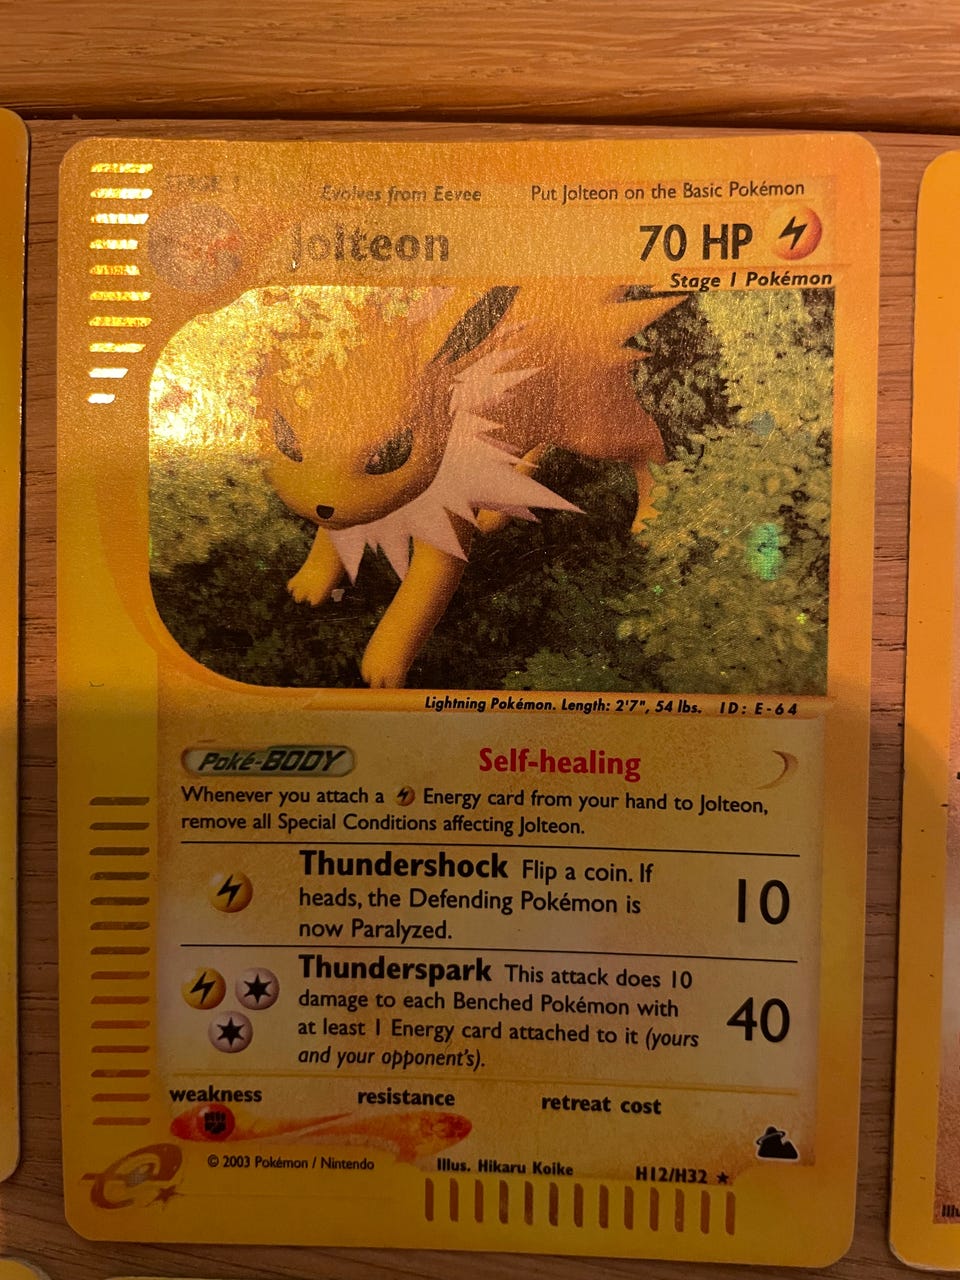 STAGE 1
Evolves from Eevee Put Jolteon on the Basic Pokémon
Jolteon 70 HP
Stage 1 Pokémon
Lightning Pokémon. Length: 2'7", 54 lbs. ID: E-64
Poké-BODY Self-healing
Whenever you attach a Energy card from your hand to Jolteon,
remove all Special Conditions affecting Jolteon.
Thundershock Flip a coin. If
heads, the Defending Pokémon is
now Paralyzed.
10
Thunderspark This attack does 10
damage to each Benched Pokémon with
at least 1 Energy card attached to it (yours
and your opponent's).
40
weakness resistance retreat cost
© 2003 Pokémon / Nintendo Illus. Hikaru Koike H12/H32 ★